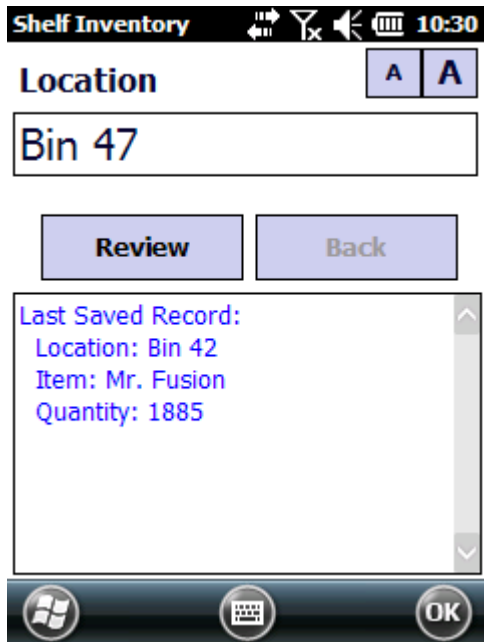 Shelf Inventory 10:30
Location A A
Bin 47
Review Back
Last Saved Record:
Location: Bin 42
Item: Mr. Fusion
Quantity: 1885
OK